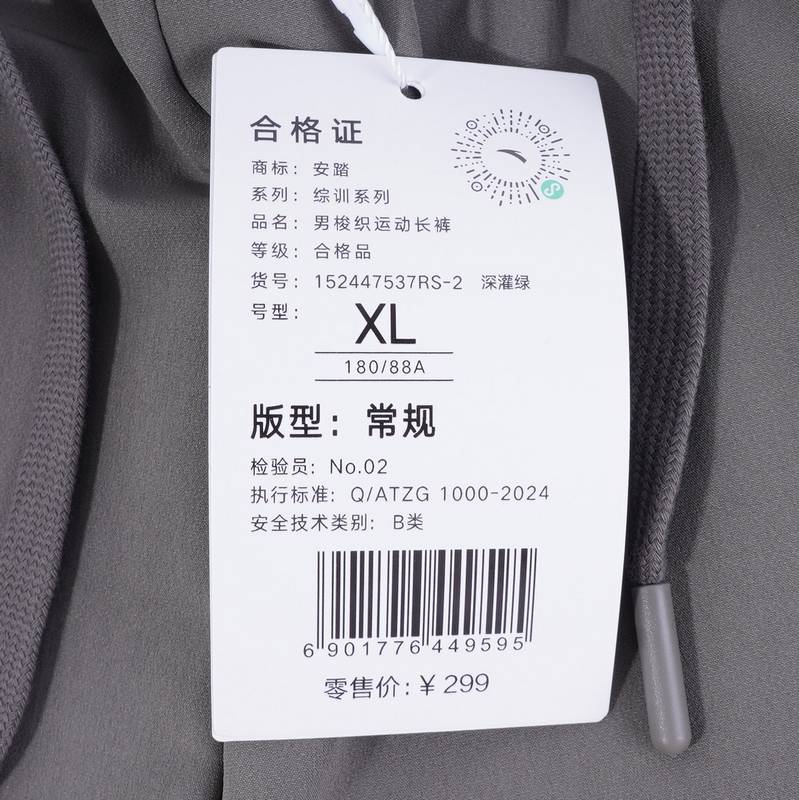 合格证
商标：安踏
系列：综训系列
品名：男梭织运动长裤
等级：合格品
货号：152447537RS-2 深灌绿
号型：XL
180/88A
版型：常规
检验员：No.02
执行标准：Q/ATZG 1000-2024
安全技术类别：B类
6 901776 449595
零售价：¥ 299